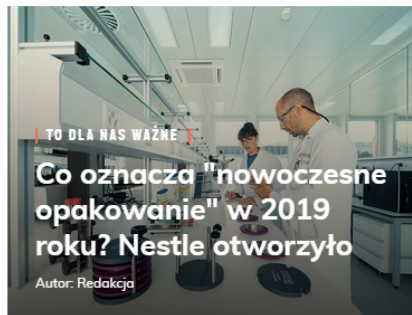 TO DLA NAS WAŻNE
Co oznacza "nowoczesne
opakowanie" w 2019
roku? Nestle otworzyło
Autor: Redakcja